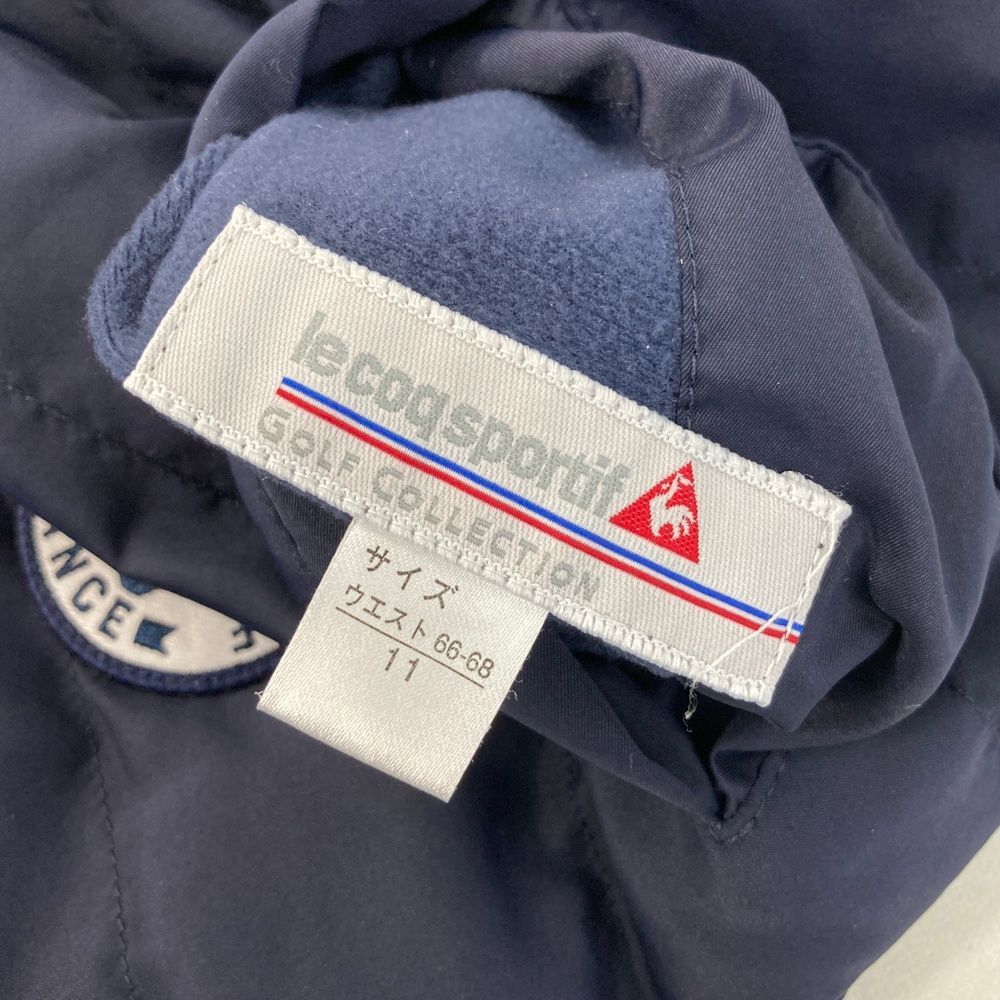 le coq sportif
GOLF COLLECTION
サイズ
ウエスト 66-68
11
NCE